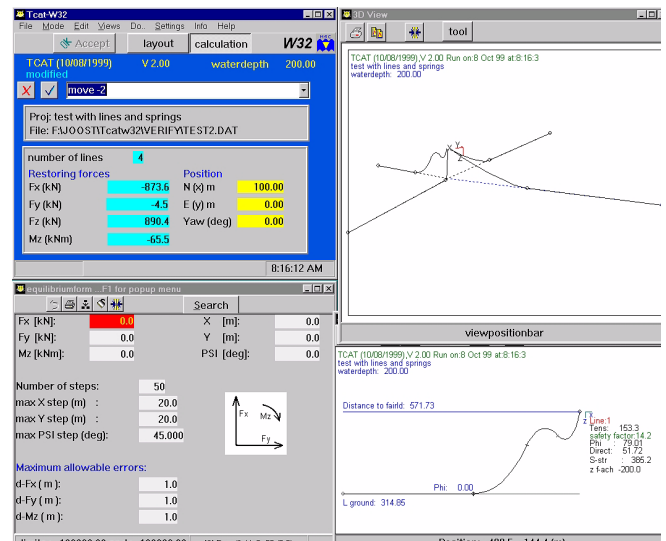 Tcat-W32
File Mode Edit Views Do.. Settings Info Help
Accept layout calculation W32
TCAT (10/08/1999) V 2.00 waterdepth 200.00
modified
move -2
Proj: test with lines and springs
File: F:\JOOST\Tcatw32\VERIFY\TEST2.DAT
number of lines 4
Restoring forces Position
Fx (kN) -873.6 N (x) m 100.00
Fy (kN) -4.5 E (y) m 0.00
Fz (kN) 890.4 Yaw (deg) 0.00
Mz (kNm) -65.5
8:16:12 AM
3D View
tool
TCAT (10/08/1999),V 2.00 Run on:8 Oct 99 at:8:16:3
test with lines and springs
waterdepth: 200.00
X Y
Z
viewpositionbar
equilibriumform ...F1 for popup menu
Search
Fx [kN]: 0.0 X [m]: 0.0
Fy [kN]: 0.0 Y [m]: 0.0
Mz [kNm]: 0.0 PSI [deg]: 0.0
Number of steps: 50
max X step (m) : 20.0
max Y step (m) : 20.0
max PSI step (deg): 45.000
Fx Mz
Fy
Maximum allowable errors:
d-Fx ( m ): 1.0
d-Fy ( m ): 1.0
d-Mz ( m ): 1.0
TCAT (10/08/1999),V 2.00 Run on:8 Oct 99 at:8:16:3
test with lines and springs
waterdepth: 200.00
Distance to fairld: 571.73
x
z Line:1
Tens: 153.3
safety factor:14.2
Phi : 79.01
Direct: 51.72
S-str : 385.2
z f-ach -200.0
Phi: 0.00
L ground: 314.85